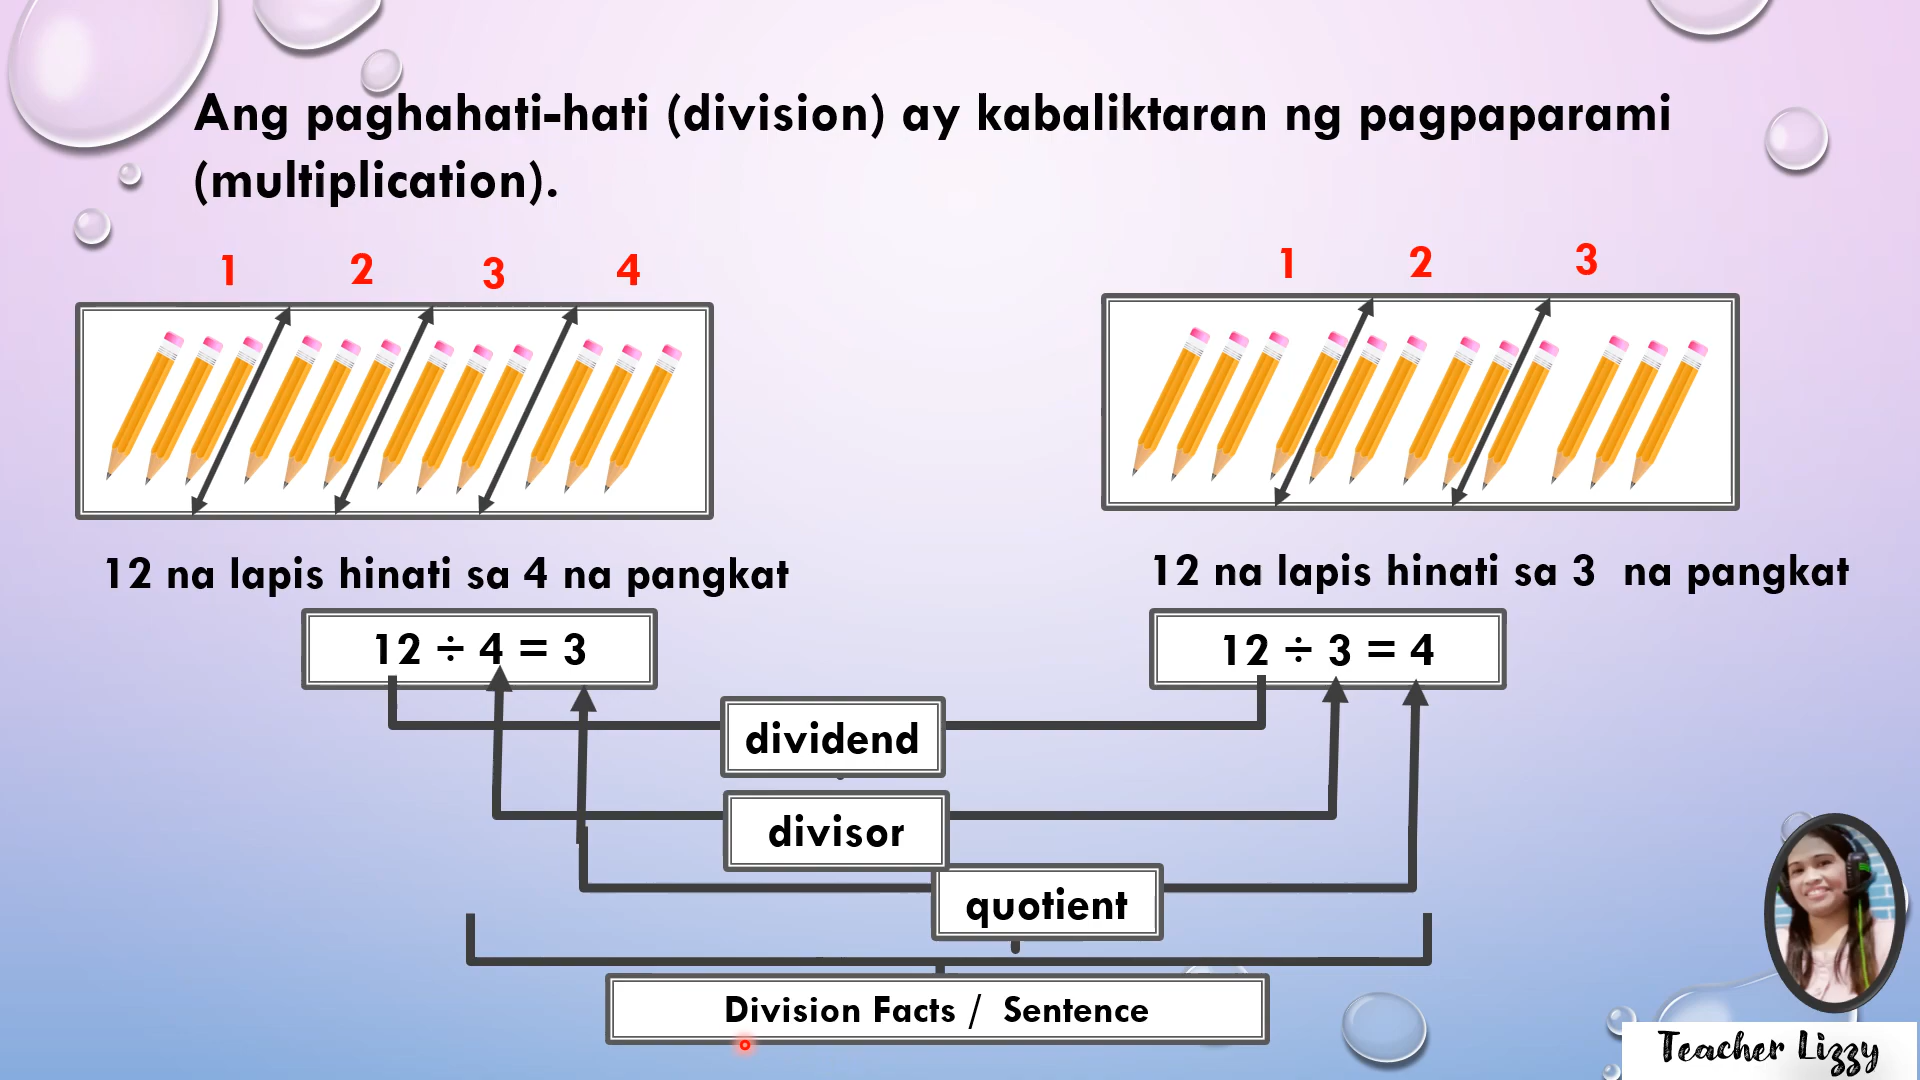 Ang paghahati-hati (division) ay kabaliktaran ng pagpaparami
(multiplication).
1 2 3 4
1 2 3
12 na lapis hinati sa 4 na pangkat
12 na lapis hinati sa 3 na pangkat
12 ÷ 4 = 3
12 ÷ 3 = 4
dividend
divisor
quotient
Division Facts / Sentence
Teacher Lizzy